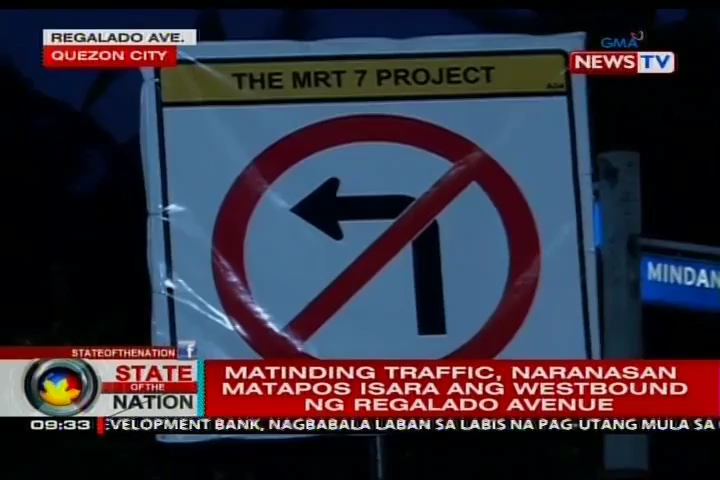 REGALADO AVE.
QUEZON CITY
GMA
NEWS TV
THE MRT 7 PROJECT
STATEOFTHENATION f
STATE
OF THE
NATION
MATINDING TRAFFIC, NARANASAN
MATAPOS ISARA ANG WESTBOUND
NG REGALADO AVENUE
09:33
EVELOPMENT BANK, NAGBABALA LABAN SA LABIS NA PAG-UTANG MULA SA
MINDAN